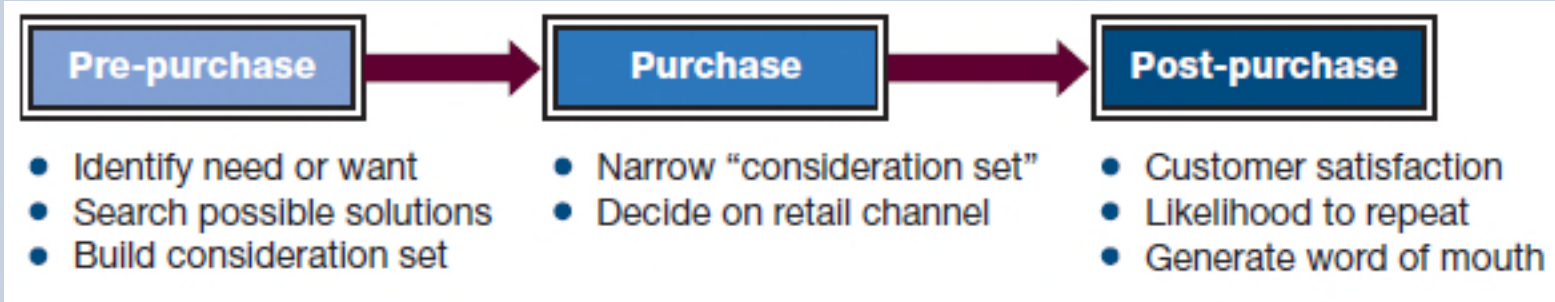 Pre-purchase
Purchase
Post-purchase
● Identify need or want
● Search possible solutions
● Build consideration set
● Narrow “consideration set”
● Decide on retail channel
● Customer satisfaction
● Likelihood to repeat
● Generate word of mouth